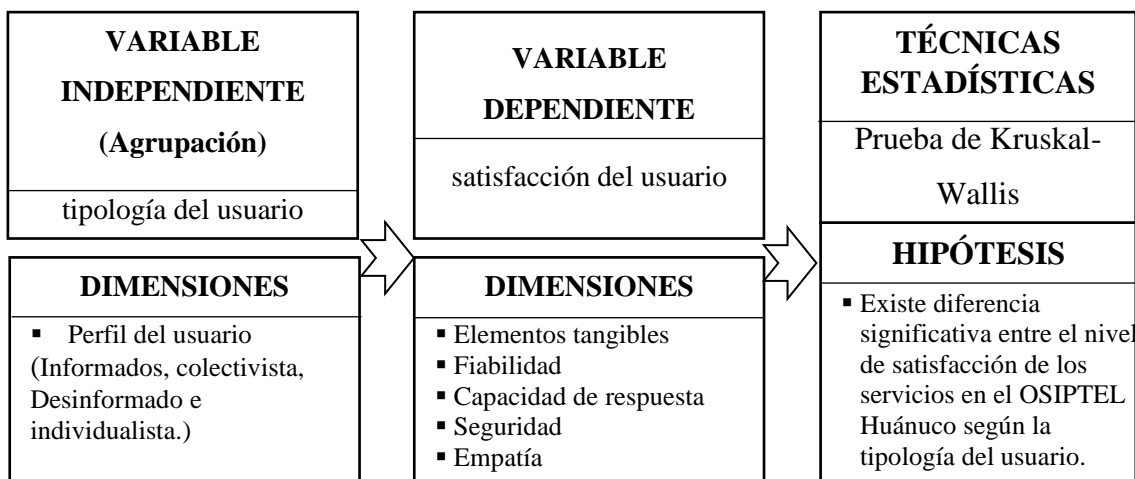 VARIABLE
INDEPENDIENTE
(Agrupación)
tipología del usuario
DIMENSIONES
▪ Perfil del usuario
(Informados, colectivista,
Desinformado e
individualista.)
VARIABLE
DEPENDIENTE
satisfacción del usuario
DIMENSIONES
▪ Elementos tangibles
▪ Fiabilidad
▪ Capacidad de respuesta
▪ Seguridad
▪ Empatía
TÉCNICAS
ESTADÍSTICAS
Prueba de Kruskal-
Wallis
HIPÓTESIS
▪ Existe diferencia
significativa entre el nivel
de satisfacción de los
servicios en el OSIPTEL
Huánuco según la
tipología del usuario.